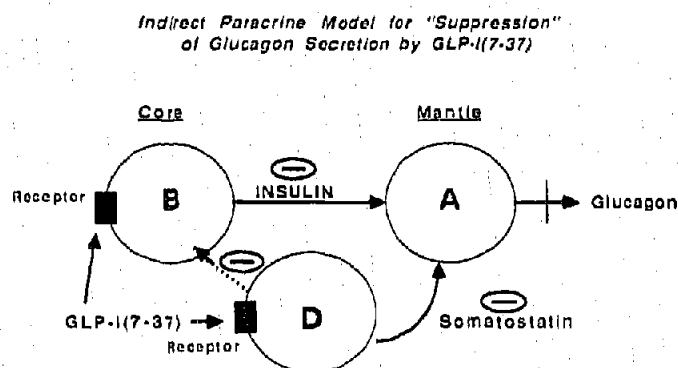 Indirect Paracrine Model for "Suppression"
of Glucagon Secretion by GLP-I(7-37)
Core
Mantle
Receptor
B
INSULIN
A
Glucagon
GLP-I(7-37)
Receptor
D
Somatostatin